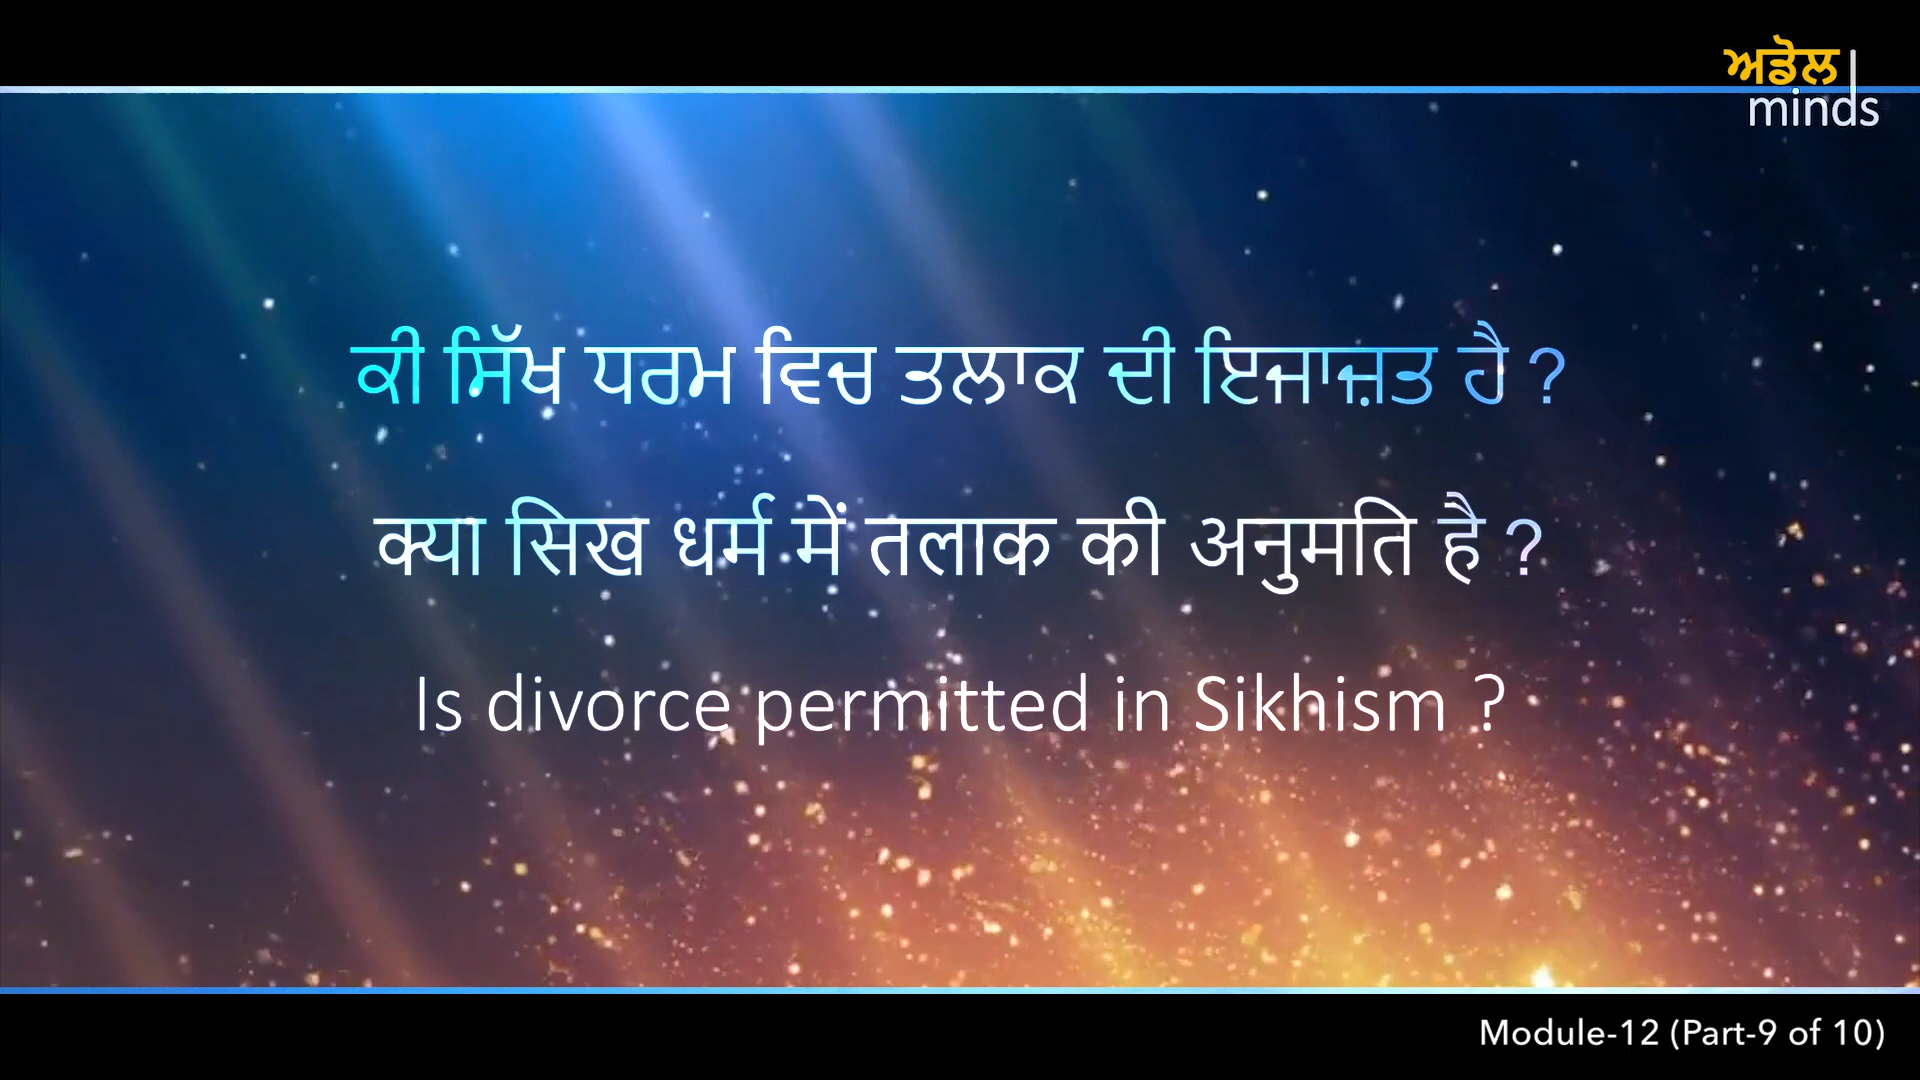 ਅਡੋਲ
minds
ਕੀ ਸਿੱਖ ਧਰਮ ਵਿਚ ਤਲਾਕ ਦੀ ਇਜਾਜ਼ਤ ਹੈ ?
क्या सिख धर्म में तलाक की अनुमति है ?
Is divorce permitted in Sikhism ?
Module-12 (Part-9 of 10)